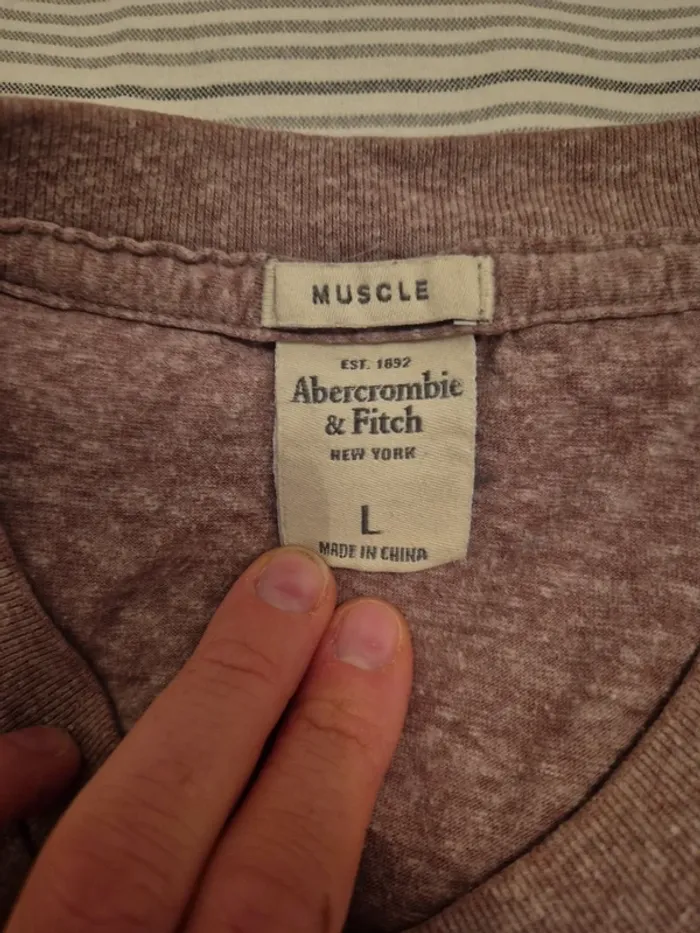 MUSCLE
EST. 1892
Abercrombie
& Fitch
NEW YORK
L
MADE IN CHINA